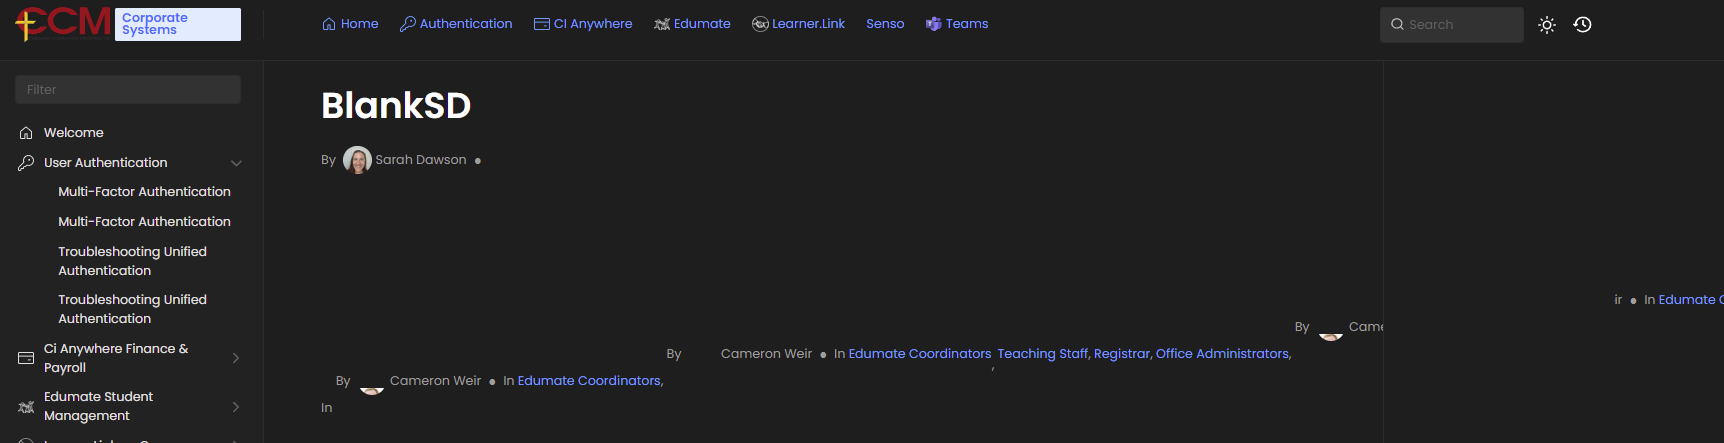 CCM
Corporate
Systems
Home
Authentication
CI Anywhere
Edumate
Learner.Link
Senso
Teams
Search
Filter
Welcome
User Authentication
Multi-Factor Authentication
Multi-Factor Authentication
Troubleshooting Unified
Authentication
Troubleshooting Unified
Authentication
Ci Anywhere Finance &
Payroll
Edumate Student
Management
BlankSD
By Sarah Dawson ●
ir ● In Edumate C
By Came
By Cameron Weir ● In Edumate Coordinators, Teaching Staff, Registrar, Office Administrators,
By Cameron Weir ● In Edumate Coordinators,
In